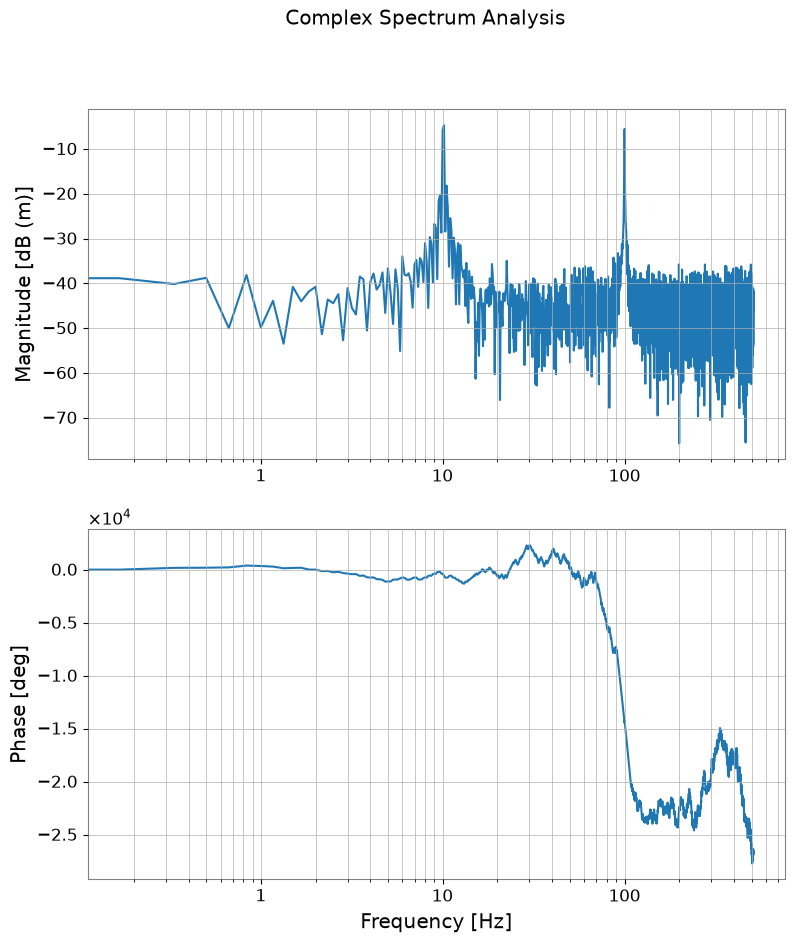 Complex Spectrum Analysis
Magnitude [dB (m)]
−10
−20
−30
−40
−50
−60
−70
1 10 100
×10⁴
Phase [deg]
0.0
−0.5
−1.0
−1.5
−2.0
−2.5
1 10 100
Frequency [Hz]